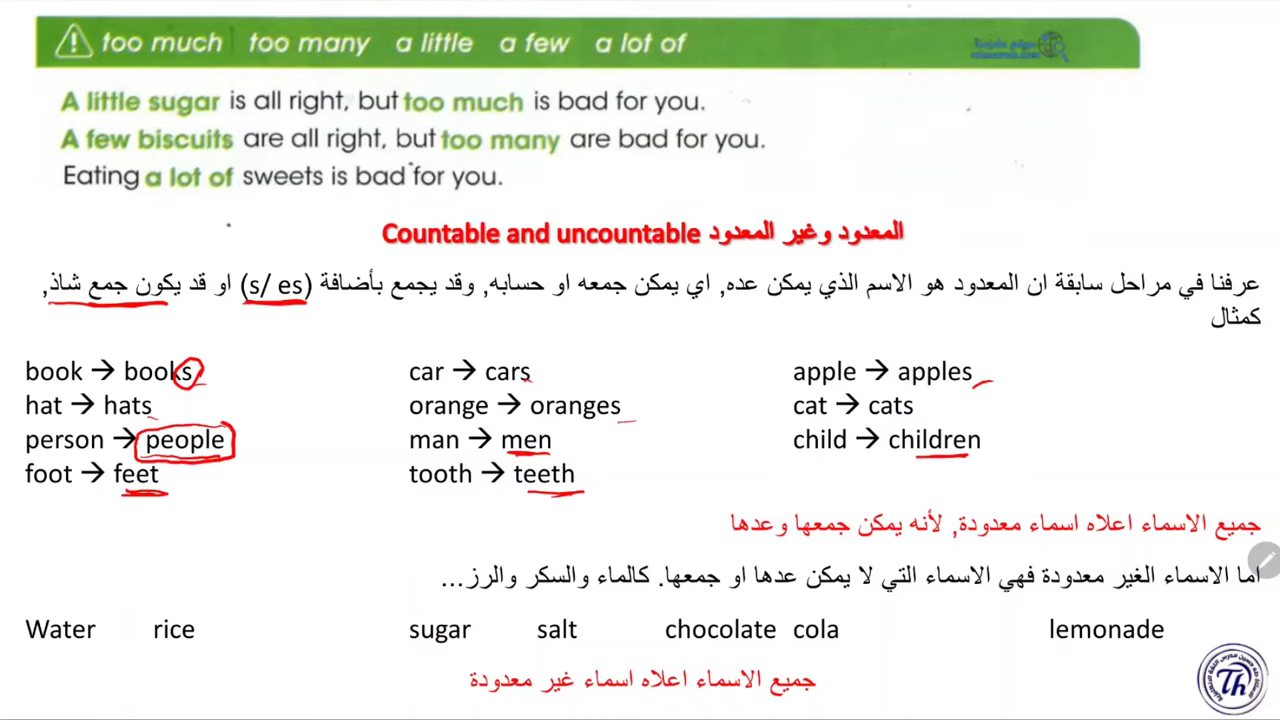 too much too many a little a few a lot of
A little sugar is all right, but too much is bad for you.
A few biscuits are all right, but too many are bad for you.
Eating a lot of sweets is bad for you.
Countable and uncountable المعدود وغير المعدود
عرفنا في مراحل سابقة ان المعدود هو الاسم الذي يمكن عده, اي يمكن جمعه او حسابه, وقد يجمع بأضافة (s/ es) او قد يكون جمع شاذ,
كمثال
book → books car → cars apple → apples
hat → hats orange → oranges cat → cats
person → people man → men child → children
foot → feet tooth → teeth
جميع الاسماء اعلاه اسماء معدودة, لأنه يمكن جمعها وعدها
اما الاسماء الغير معدودة فهي الاسماء التي لا يمكن عدها او جمعها. كالماء والسكر والرز...
Water rice sugar salt chocolate cola lemonade
جميع الاسماء اعلاه اسماء غير معدودة
Th